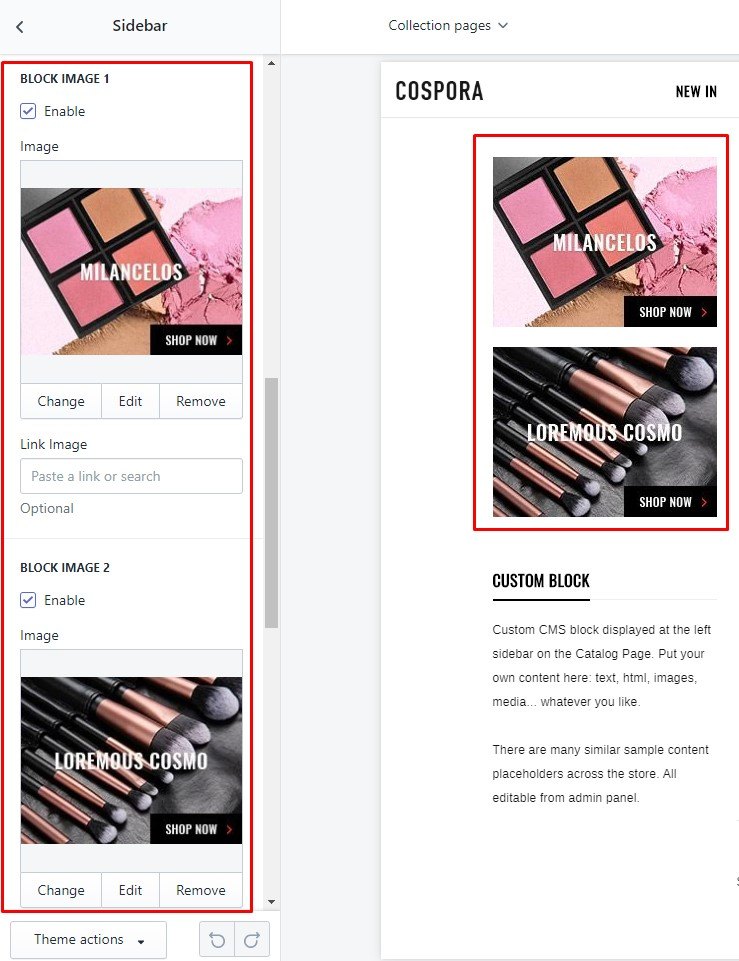 Sidebar
BLOCK IMAGE 1
Enable
Image
MILANCELOS
SHOP NOW
Change
Edit
Remove
Link Image
Paste a link or search
Optional
BLOCK IMAGE 2
Enable
Image
LOREMOUS COSMO
SHOP NOW
Change
Edit
Remove
Theme actions
Collection pages
COSPORA
NEW IN
MILANCELOS
SHOP NOW
LOREMOUS COSMO
SHOP NOW
CUSTOM BLOCK
Custom CMS block displayed at the left
sidebar on the Catalog Page. Put your
own content here: text, html, images,
media... whatever you like.
There are many similar sample content
placeholders across the store. All
editable from admin panel.